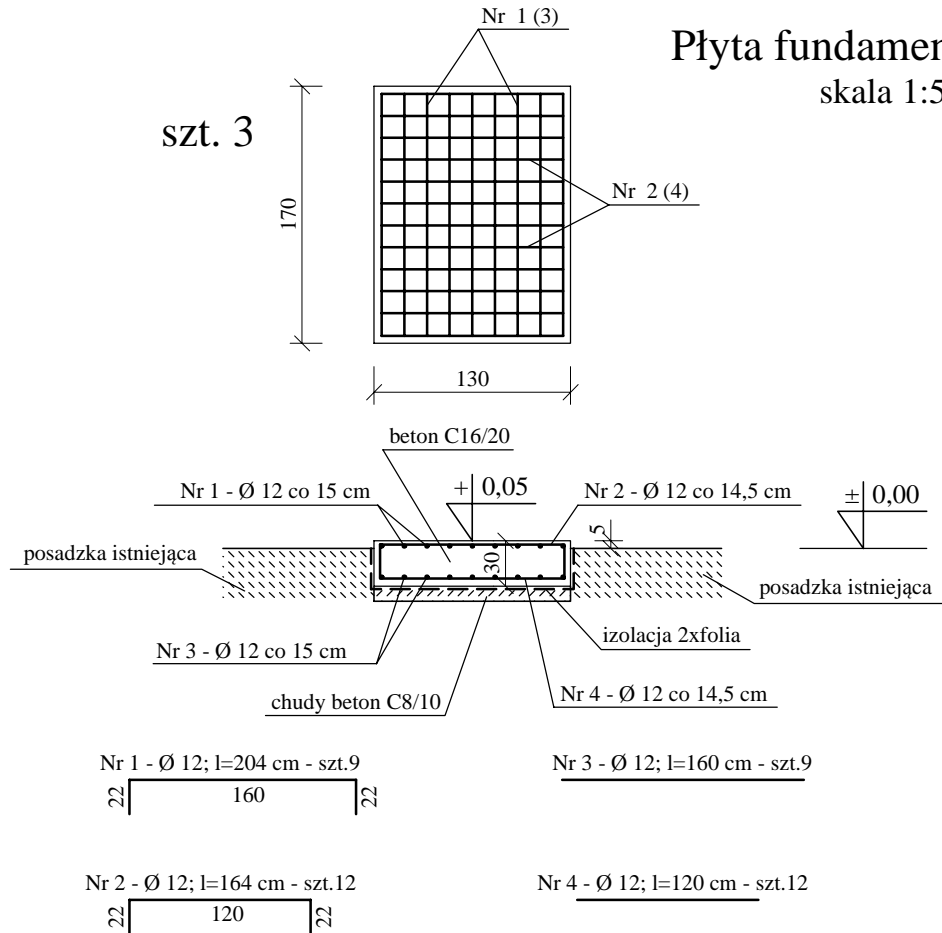 Nr 1 (3)
Płyta fundamen
skala 1:5
szt. 3
Nr 2 (4)
170
130
beton C16/20
Nr 1 - Ø 12 co 15 cm
+ 0,05
Nr 2 - Ø 12 co 14,5 cm
± 0,00
5
posadzka istniejąca
30
posadzka istniejąca
izolacja 2xfolia
Nr 3 - Ø 12 co 15 cm
Nr 4 - Ø 12 co 14,5 cm
chudy beton C8/10
Nr 1 - Ø 12; l=204 cm - szt.9
22
160
22
Nr 3 - Ø 12; l=160 cm - szt.9
Nr 2 - Ø 12; l=164 cm - szt.12
22
120
22
Nr 4 - Ø 12; l=120 cm - szt.12